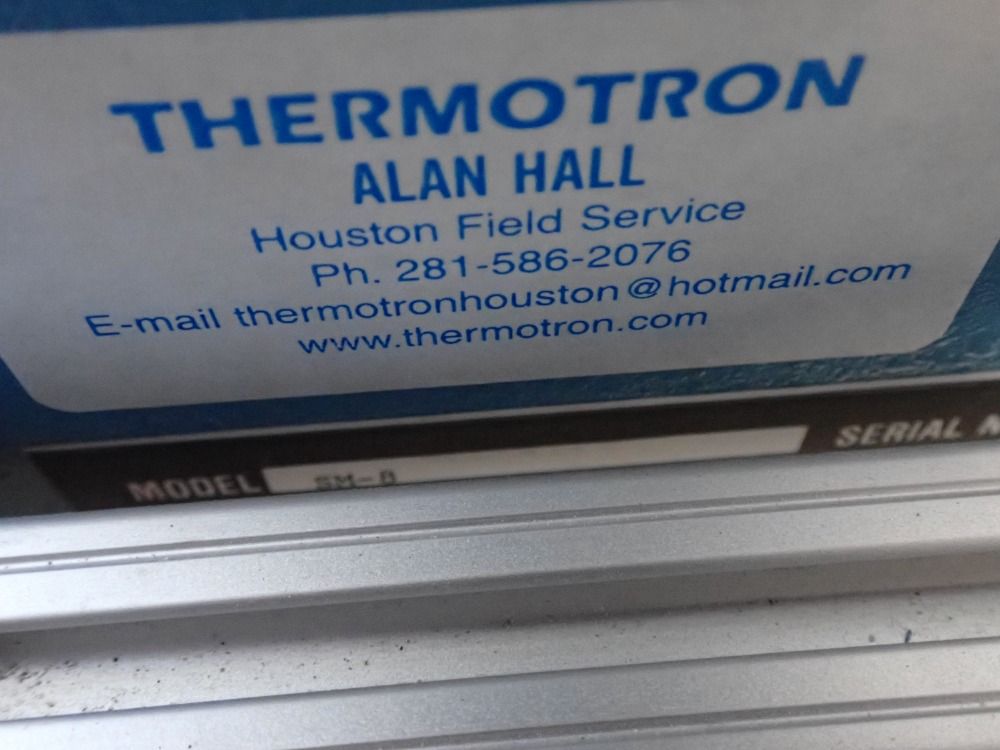 THERMOTRON
ALAN HALL
Houston Field Service
Ph. 281-586-2076
E-mail thermotronhouston@hotmail.com
www.thermotron.com
MODEL SERIAL